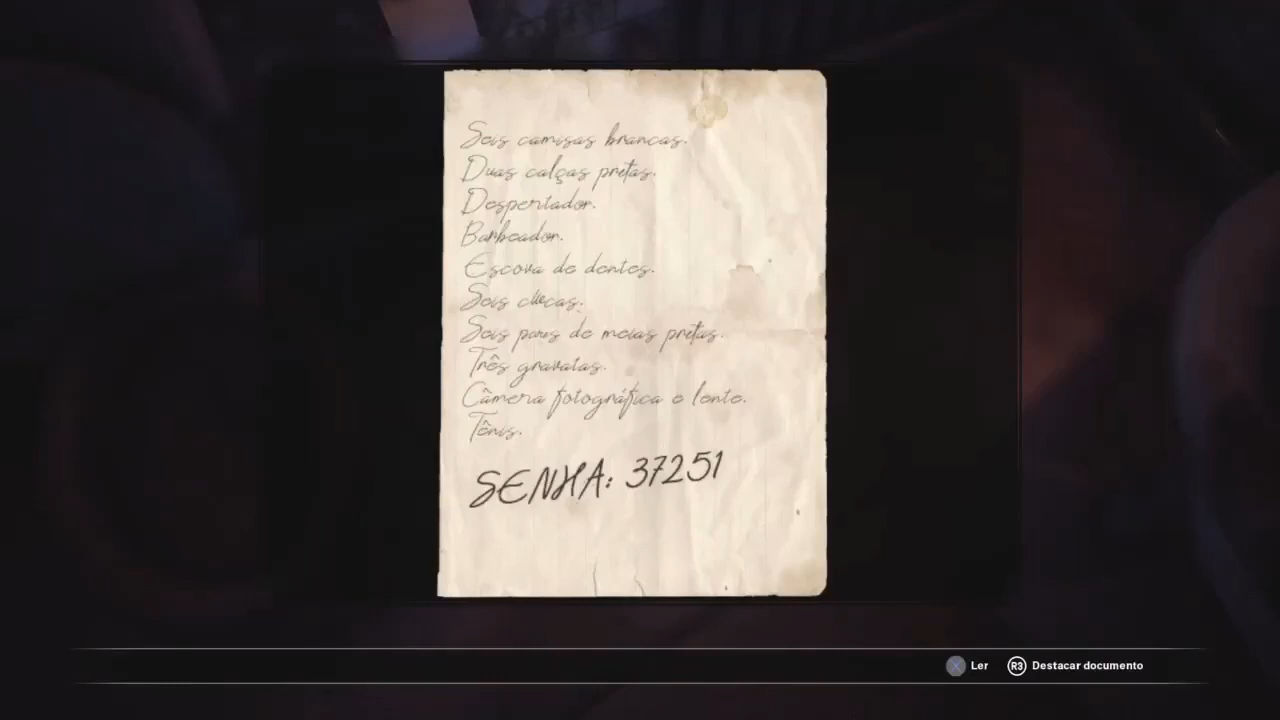 Seis camisas brancas.
Duas calças pretas.
Despertador.
Barbeador.
Escova de dentes.
Seis cuecas.
Seis pares de meias pretas.
Três gravatas.
Câmera fotográfica e lente.
Tênis.
SENHA: 37251
Ler
R3 Destacar documento